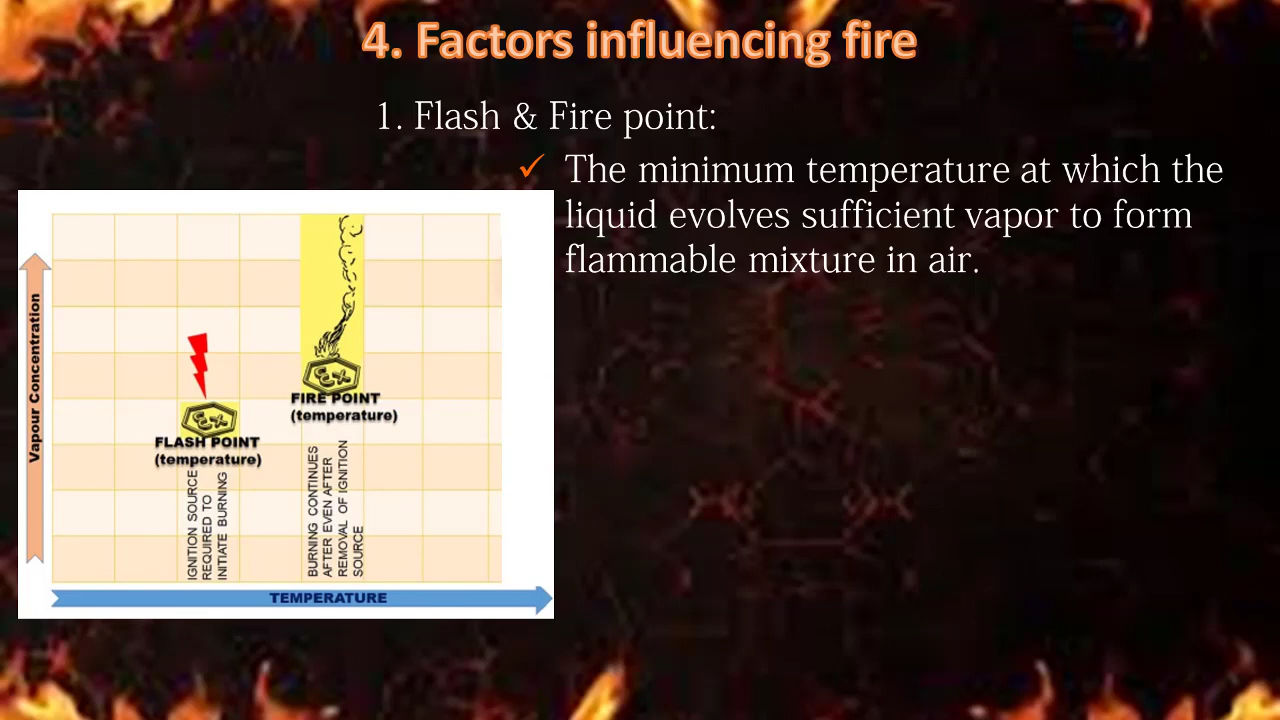 4. Factors influencing fire
1. Flash & Fire point:
✓ The minimum temperature at which the
liquid evolves sufficient vapor to form
flammable mixture in air.
Vapour Concentration
Ex
FLASH POINT
(temperature)
IGNITION SOURCE
REQUIRED TO
INITIATE BURNING
Ex
FIRE POINT
(temperature)
BURNING CONTINUES
AFTER EVEN AFTER
REMOVAL OF IGNITION
SOURCE
TEMPERATURE